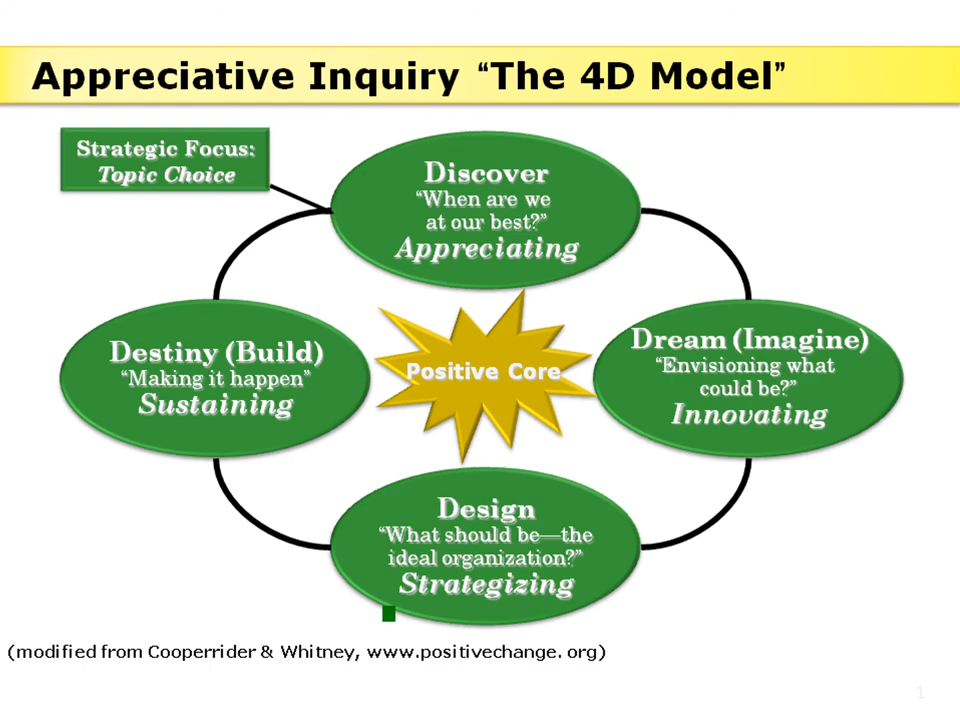 Appreciative Inquiry “The 4D Model”
Strategic Focus:
Topic Choice
Discover
“When are we
at our best?”
Appreciating
Destiny (Build)
“Making it happen”
Sustaining
Positive Core
Dream (Imagine)
“Envisioning what
could be?”
Innovating
Design
“What should be—the
ideal organization?”
Strategizing
(modified from Cooperrider & Whitney, www.positivechange. org)
1